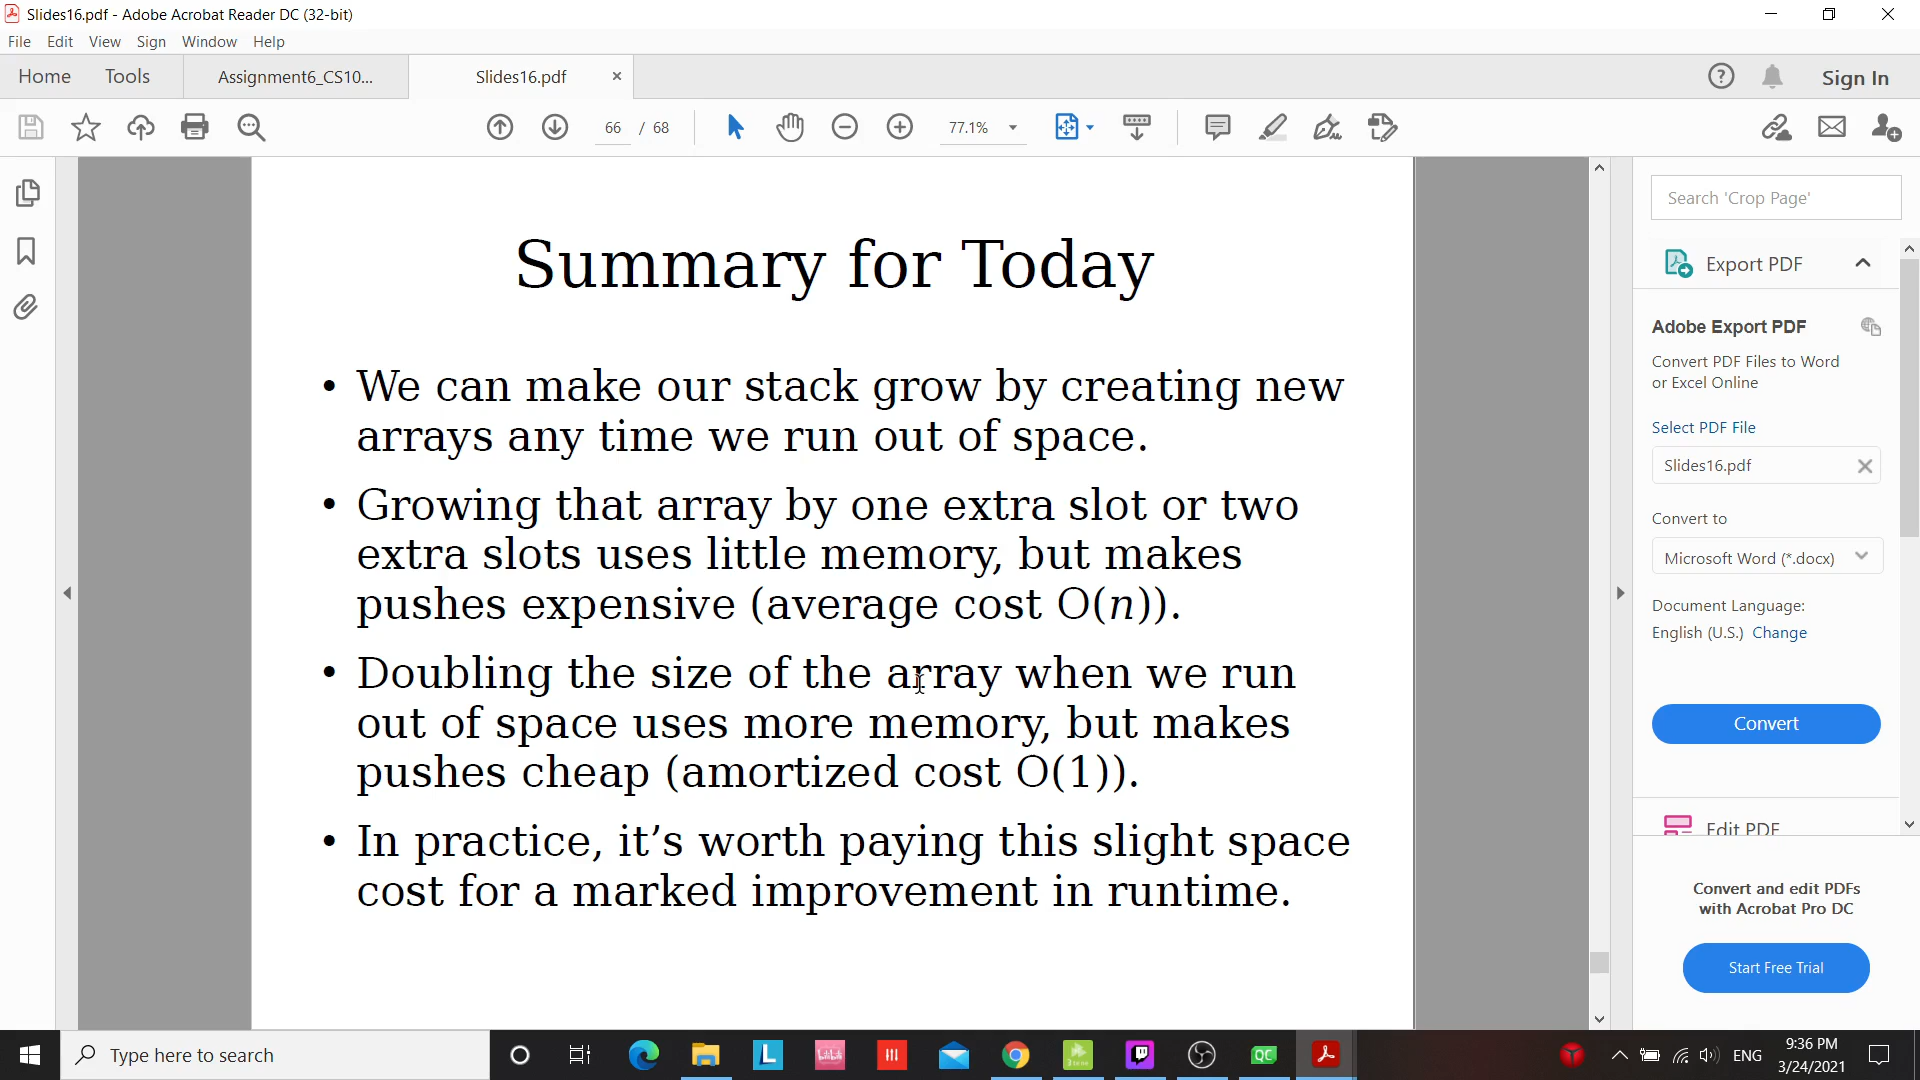 Slides16.pdf - Adobe Acrobat Reader DC (32-bit)
File Edit View Sign Window Help
Home Tools Assignment6_CS10... Slides16.pdf × Sign In
66 / 68 77.1%
Summary for Today
• We can make our stack grow by creating new
arrays any time we run out of space.
• Growing that array by one extra slot or two
extra slots uses little memory, but makes
pushes expensive (average cost O(n)).
• Doubling the size of the array when we run
out of space uses more memory, but makes
pushes cheap (amortized cost O(1)).
• In practice, it’s worth paying this slight space
cost for a marked improvement in runtime.
Search 'Crop Page'
Export PDF
Adobe Export PDF
Convert PDF Files to Word
or Excel Online
Select PDF File
Slides16.pdf
Convert to
Microsoft Word (*.docx)
Document Language:
English (U.S.) Change
Convert
Edit PDF
Convert and edit PDFs
with Acrobat Pro DC
Start Free Trial
Type here to search
L
QC
ENG
9:36 PM
3/24/2021